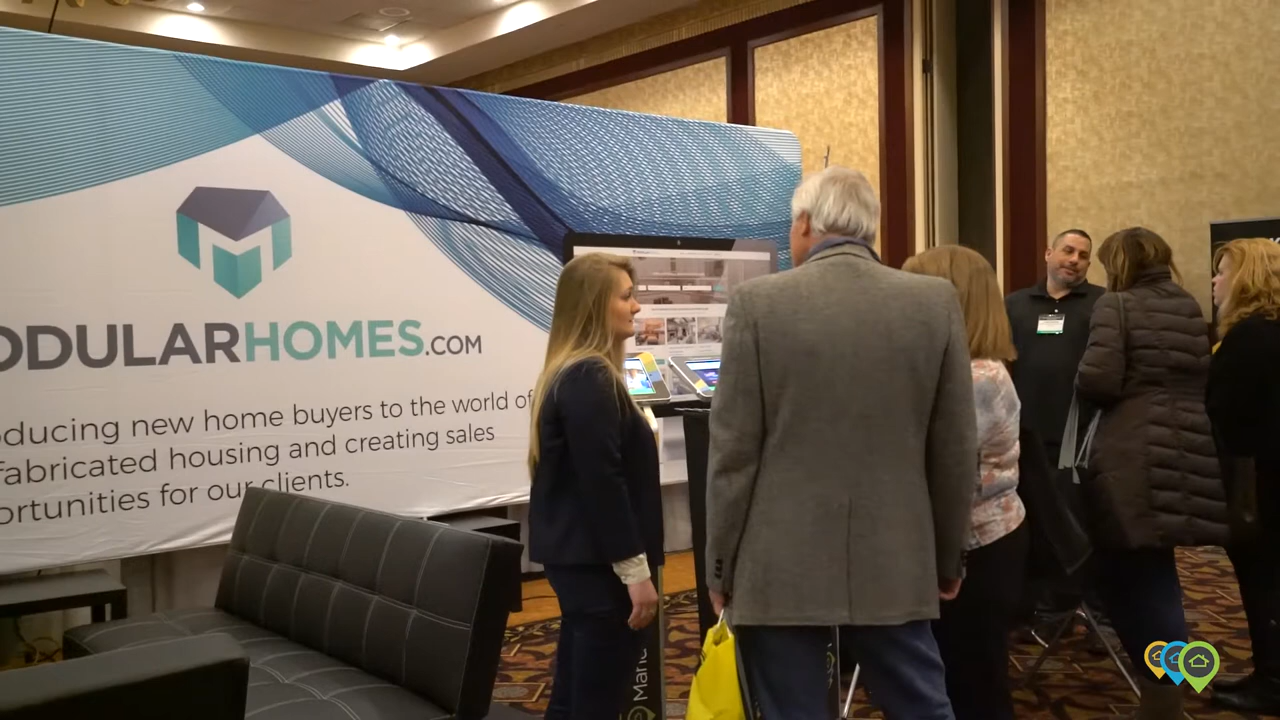 ODULARHOMES.COM
oducing new home buyers to the world of
fabricated housing and creating sales
ortunities for our clients.